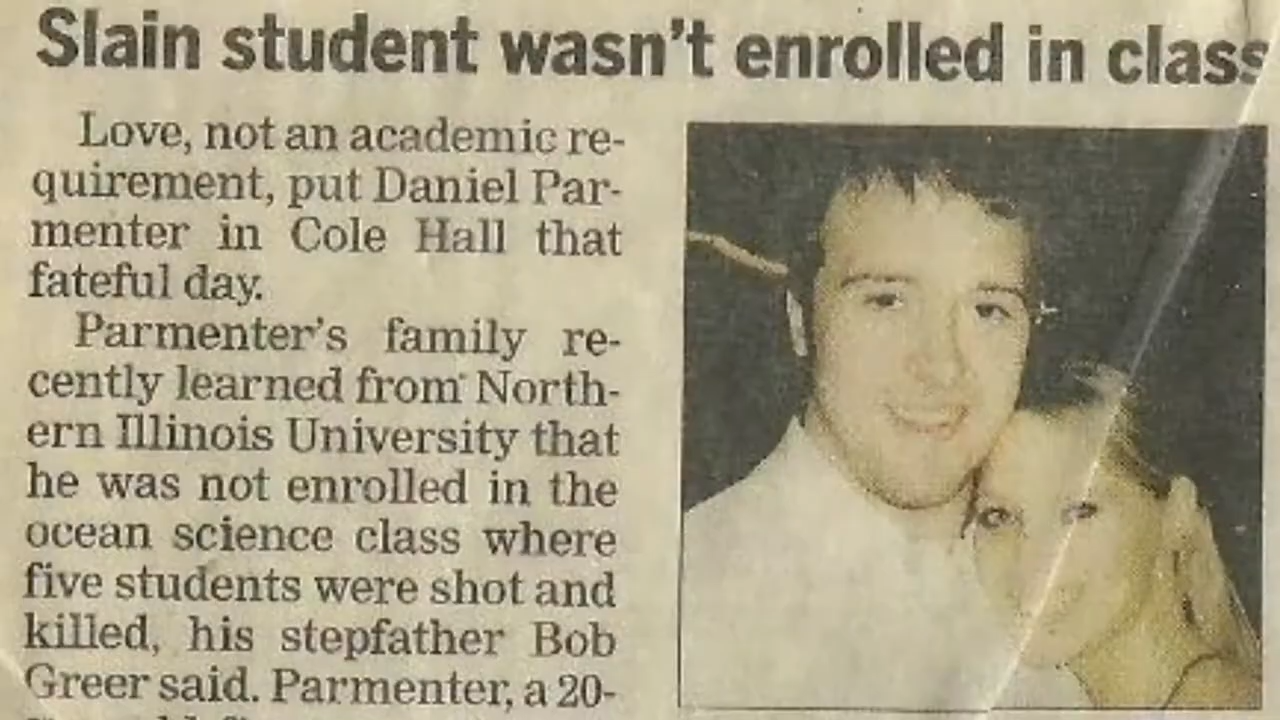 Slain student wasn't enrolled in class
Love, not an academic re-
quirement, put Daniel Par-
menter in Cole Hall that
fateful day.
Parmenter's family re-
cently learned from North-
ern Illinois University that
he was not enrolled in the
ocean science class where
five students were shot and
killed, his stepfather Bob
Greer said. Parmenter, a 20-